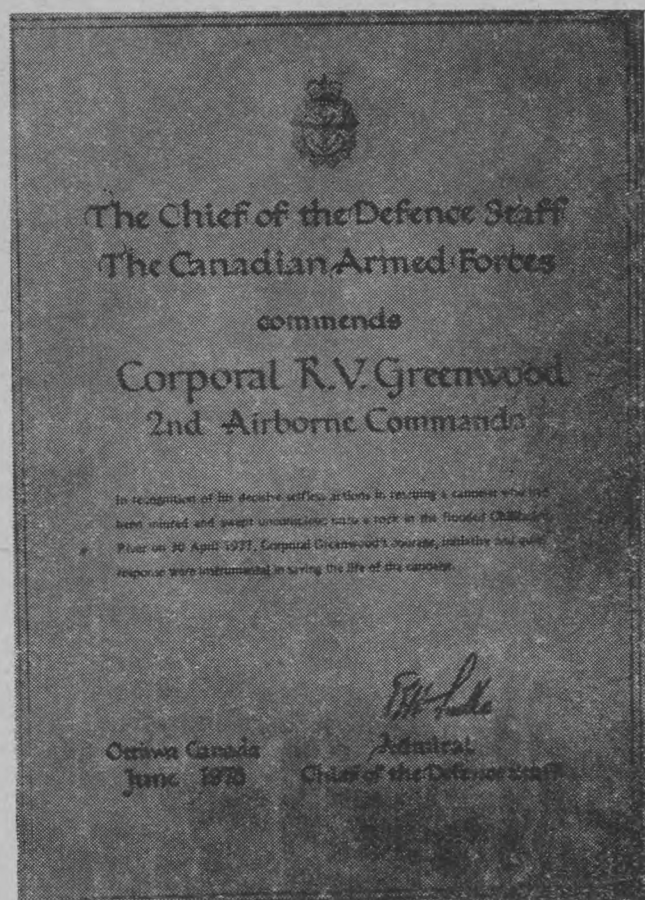 The Chief of the Defence Staff
The Canadian Armed Forces
commends
Corporal R.V. Greenwood
2nd Airborne Commando
In recognition of his decisive selfless actions in rescuing a canoeist who had
been injured and swept unconscious onto a rock in the flooded
River on 30 April 1977, Corporal Greenwood's courage, initiative and quick
response were instrumental in saving the life of the canoeist.
Ottawa Canada
June 1978
Admiral
Chief of the Defence Staff